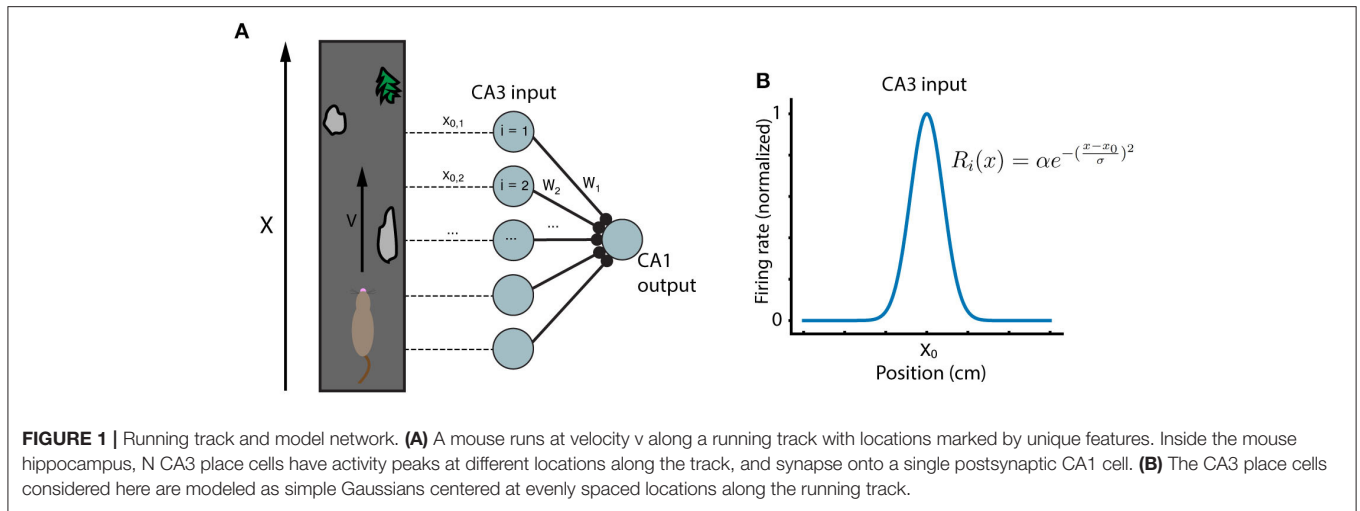 A
X
V
CA3 input
x0,1
i = 1
x0,2
i = 2
W2
W1
...
...
...
CA1
output
B
CA3 input
Firing rate (normalized)
1
0
R_i(x) = αe^{-(\frac{x-x_0}{σ})^2}
X0
Position (cm)
FIGURE 1 | Running track and model network. (A) A mouse runs at velocity v along a running track with locations marked by unique features. Inside the mouse
hippocampus, N CA3 place cells have activity peaks at different locations along the track, and synapse onto a single postsynaptic CA1 cell. (B) The CA3 place cells
considered here are modeled as simple Gaussians centered at evenly spaced locations along the running track.